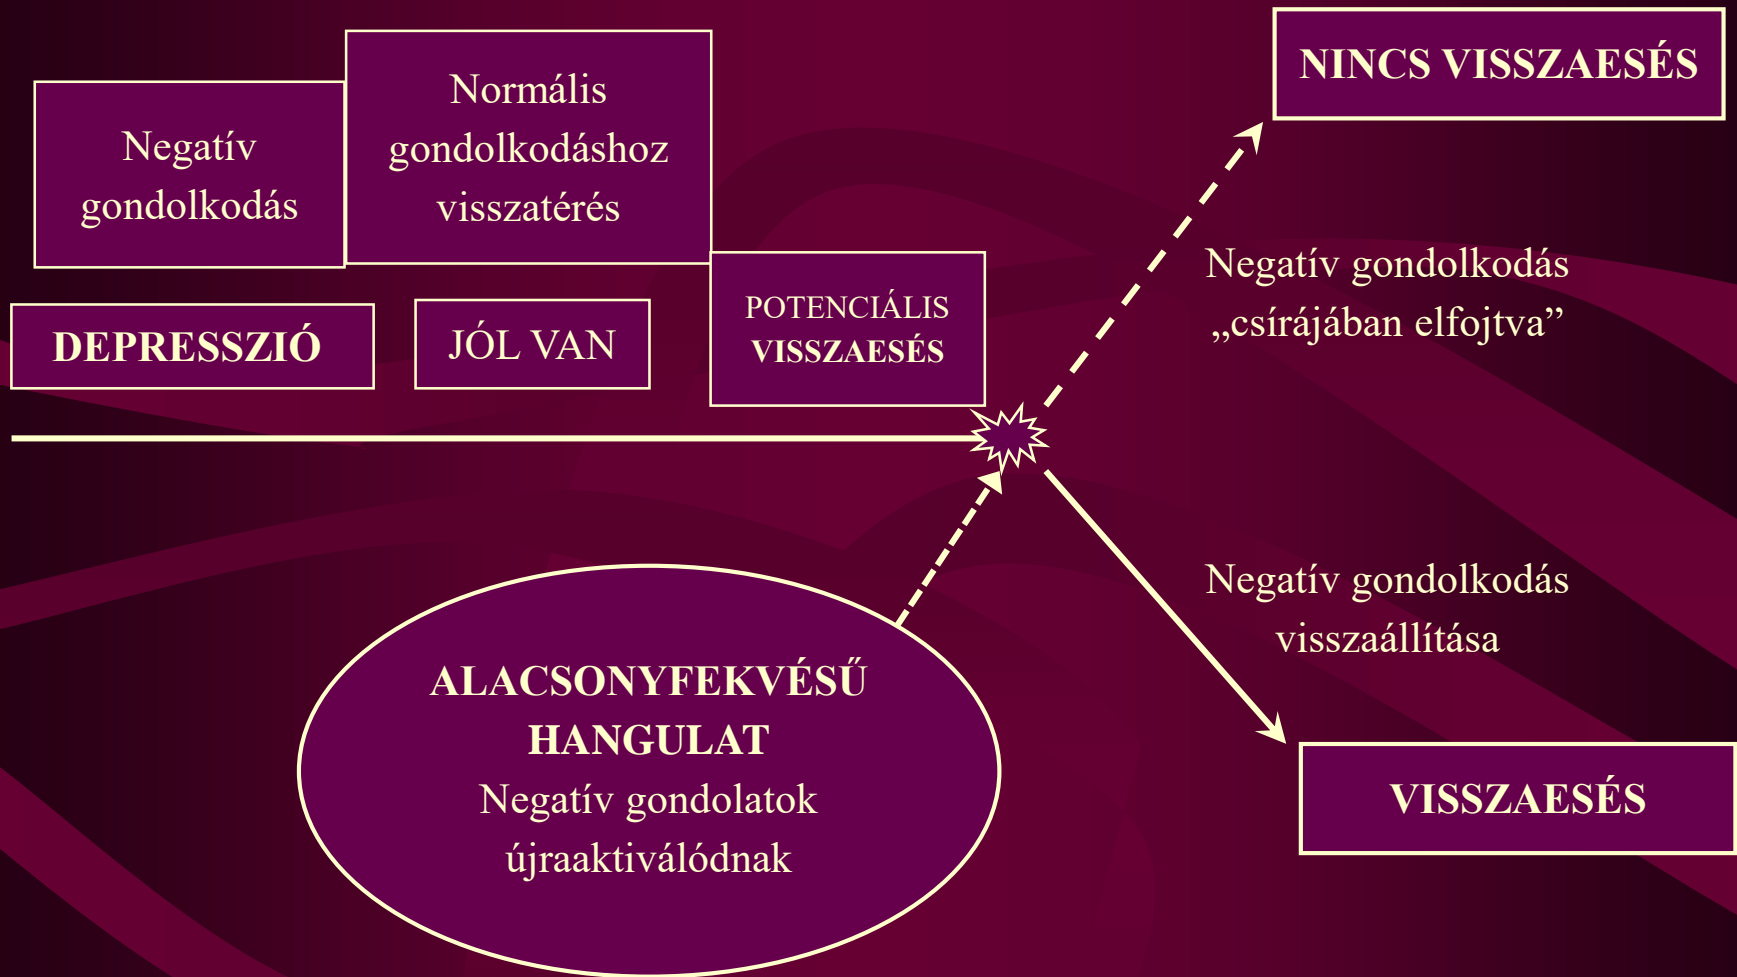 Negatív
gondolkodás
Normális
gondolkodáshoz
visszatérés
NINCS VISSZAESÉS
DEPRESSZIÓ
JÓL VAN
POTENCIÁLIS
VISSZAESÉS
Negatív gondolkodás
„csírájában elfojtva”
Negatív gondolkodás
visszaállítása
ALACSONYFEKVÉSŰ
HANGULAT
Negatív gondolatok
újraaktiválódnak
VISSZAESÉS